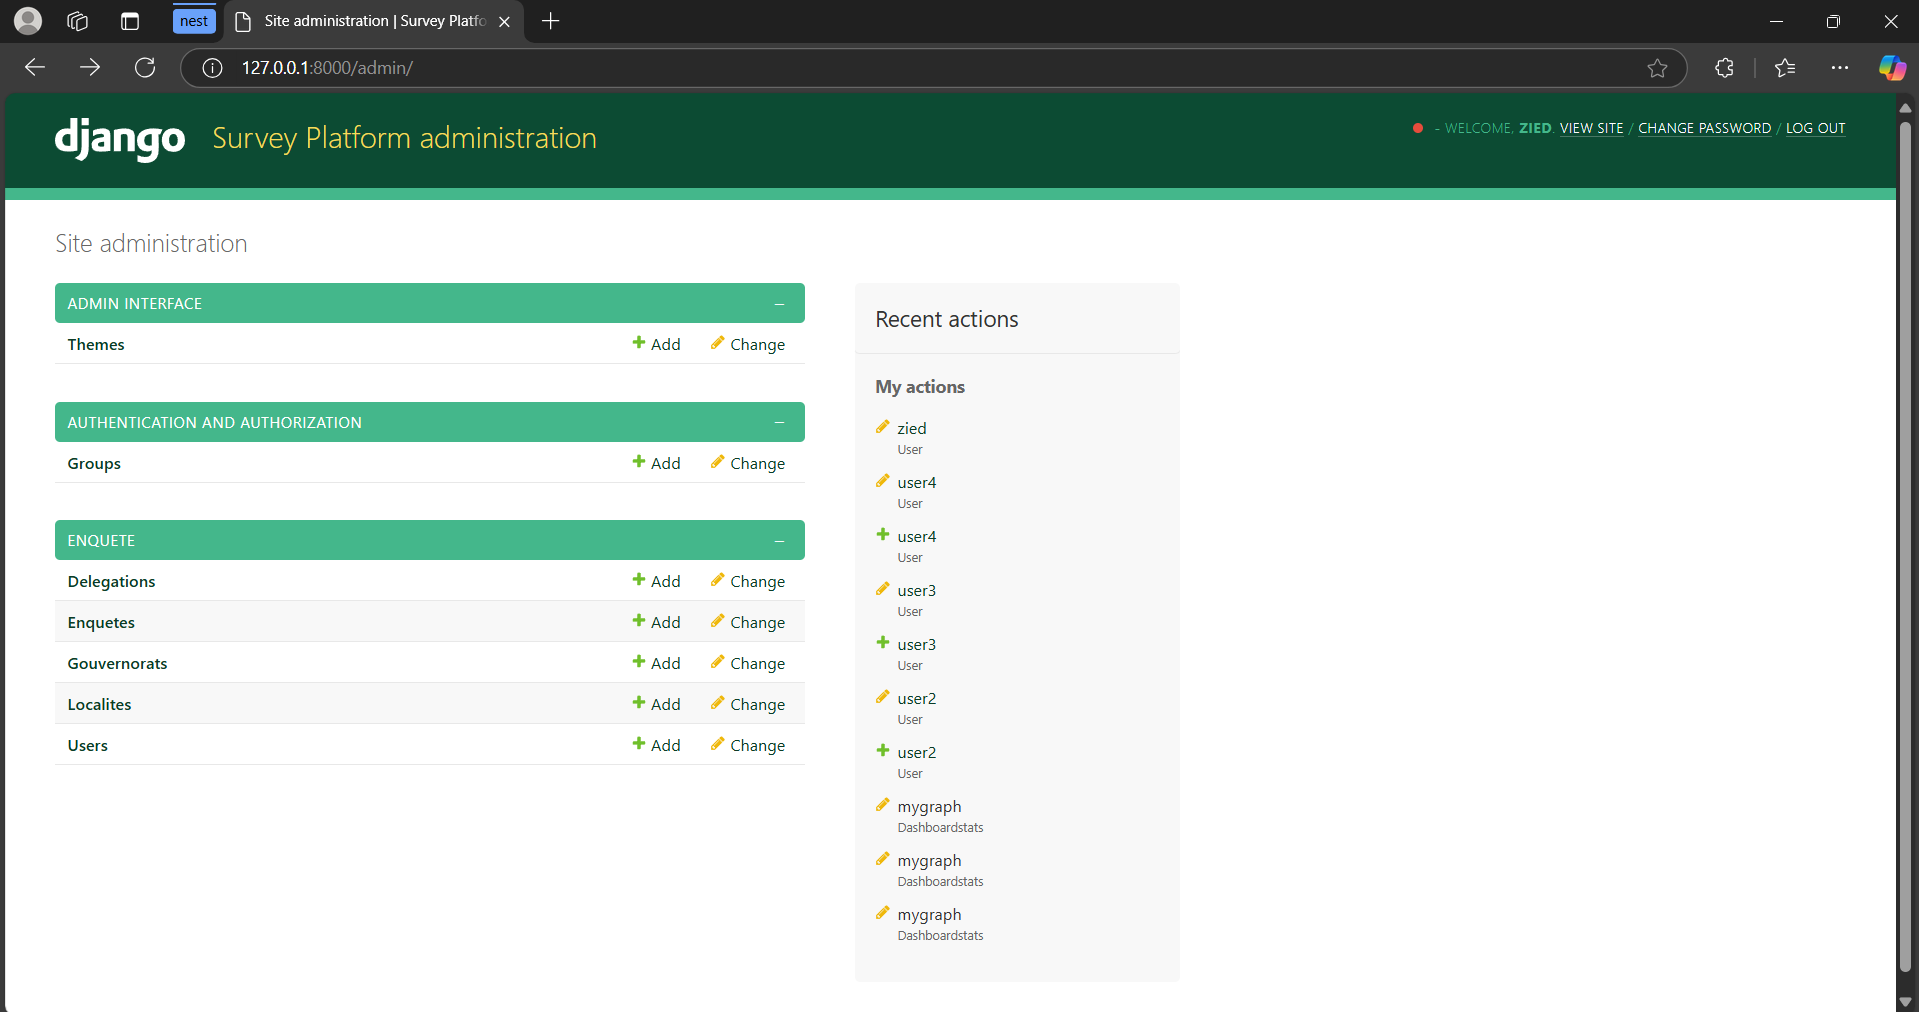 nest
Site administration | Survey Platfo
127.0.0.1:8000/admin/
django
Survey Platform administration
- WELCOME, ZIED. VIEW SITE / CHANGE PASSWORD / LOG OUT
Site administration
ADMIN INTERFACE
Themes Add Change
AUTHENTICATION AND AUTHORIZATION
Groups Add Change
ENQUETE
Delegations Add Change
Enquetes Add Change
Gouvernorats Add Change
Localites Add Change
Users Add Change
Recent actions
My actions
zied
User
user4
User
user4
User
user3
User
user3
User
user2
User
user2
User
mygraph
Dashboardstats
mygraph
Dashboardstats
mygraph
Dashboardstats